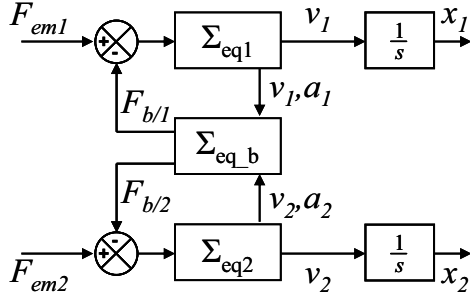 F_em1 + - Σ_eq1 v_1 1/s x_1
v_1,a_1
F_b/1
Σ_eq_b
F_b/2
v_2,a_2
F_em2 + - Σ_eq2 v_2 1/s x_2